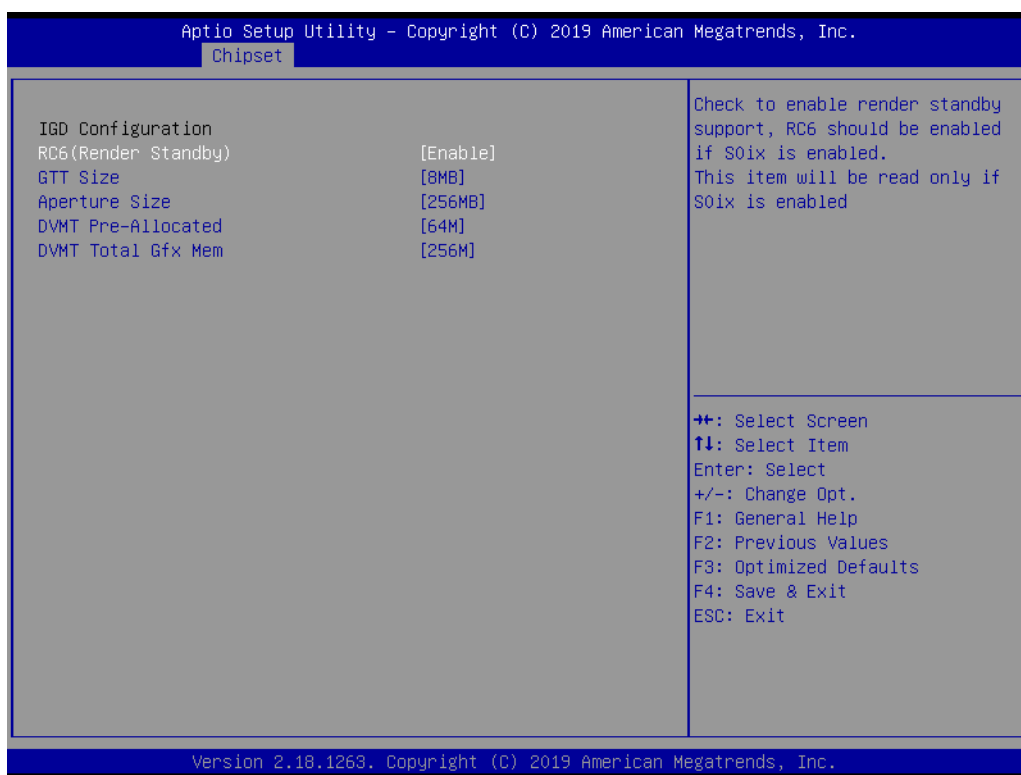 Aptio Setup Utility – Copyright (C) 2019 American Megatrends, Inc.
Chipset
IGD Configuration
RC6(Render Standby) [Enable]
GTT Size [8MB]
Aperture Size [256MB]
DVMT Pre-Allocated [64M]
DVMT Total Gfx Mem [256M]
Check to enable render standby
support, RC6 should be enabled
if S0ix is enabled.
This item will be read only if
S0ix is enabled
→←: Select Screen
↑↓: Select Item
Enter: Select
+/-: Change Opt.
F1: General Help
F2: Previous Values
F3: Optimized Defaults
F4: Save & Exit
ESC: Exit
Version 2.18.1263. Copyright (C) 2019 American Megatrends, Inc.